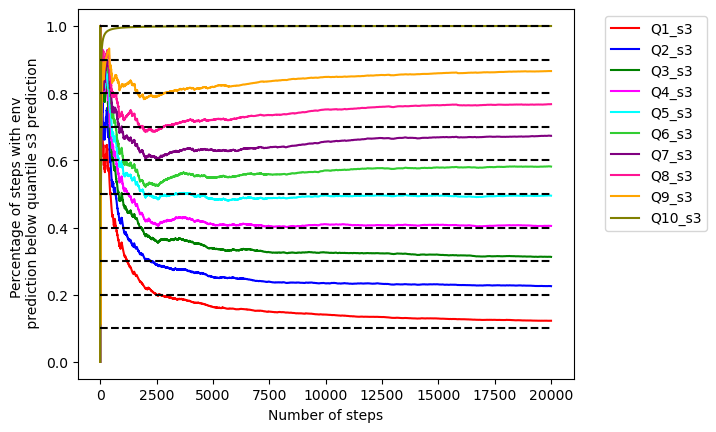 Percentage of steps with env
prediction below quantile s3 prediction
1.0
0.8
0.6
0.4
0.2
0.0
0
2500
5000
7500
10000
12500
15000
17500
20000
Number of steps
Q1_s3
Q2_s3
Q3_s3
Q4_s3
Q5_s3
Q6_s3
Q7_s3
Q8_s3
Q9_s3
Q10_s3